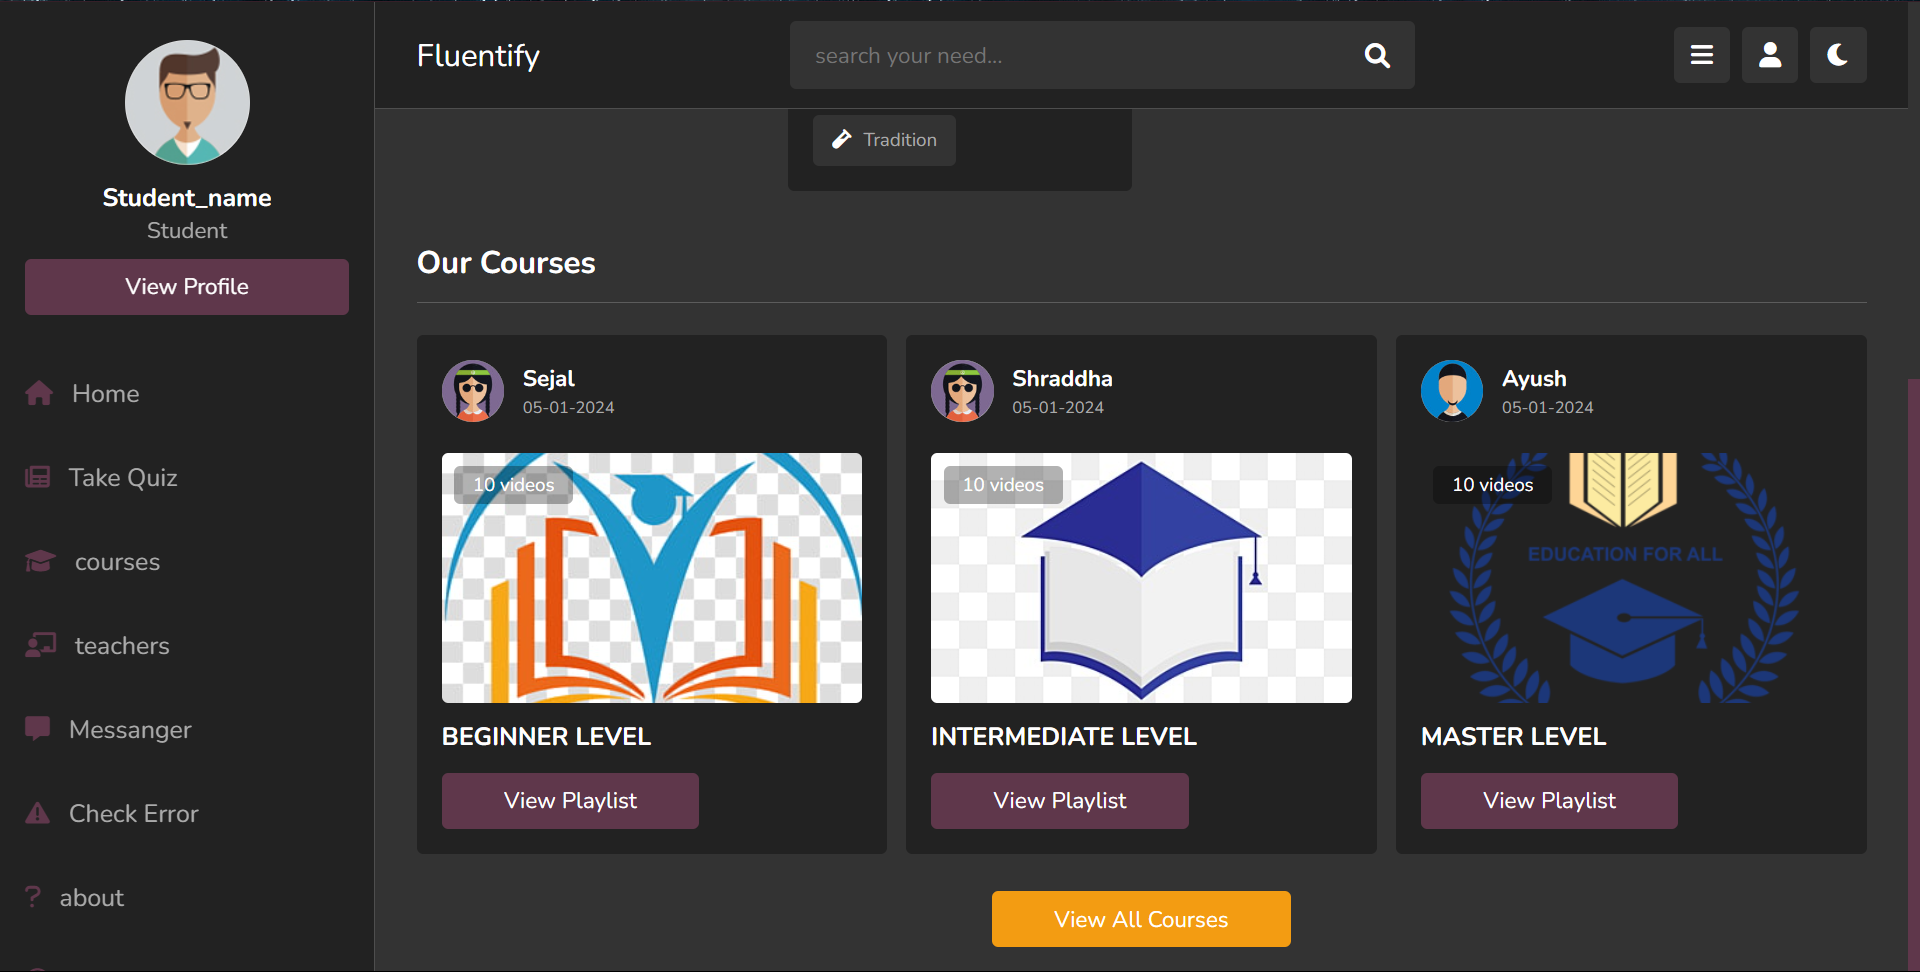 Student_name
Student
View Profile
Home
Take Quiz
courses
teachers
Messanger
Check Error
about
Fluentify
search your need...
Tradition
Our Courses
Sejal
05-01-2024
10 videos
BEGINNER LEVEL
View Playlist
Shraddha
05-01-2024
10 videos
INTERMEDIATE LEVEL
View Playlist
Ayush
05-01-2024
10 videos
EDUCATION FOR ALL
MASTER LEVEL
View Playlist
View All Courses